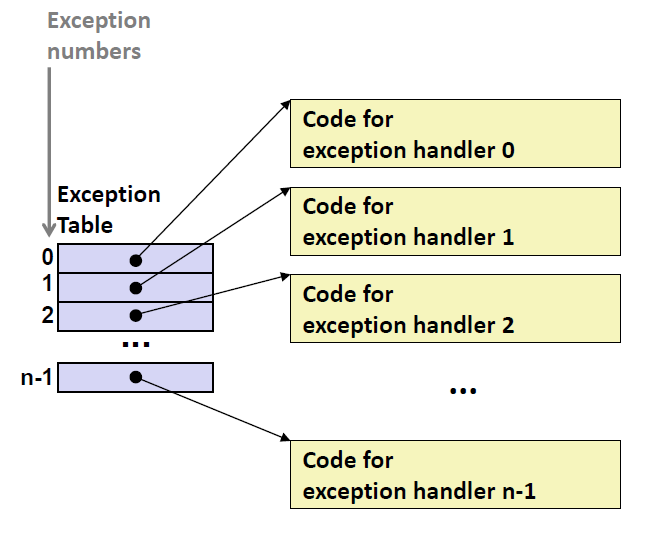 Exception
numbers
Exception
Table
0
1
2
...
n-1
Code for
exception handler 0
Code for
exception handler 1
Code for
exception handler 2
...
Code for
exception handler n-1